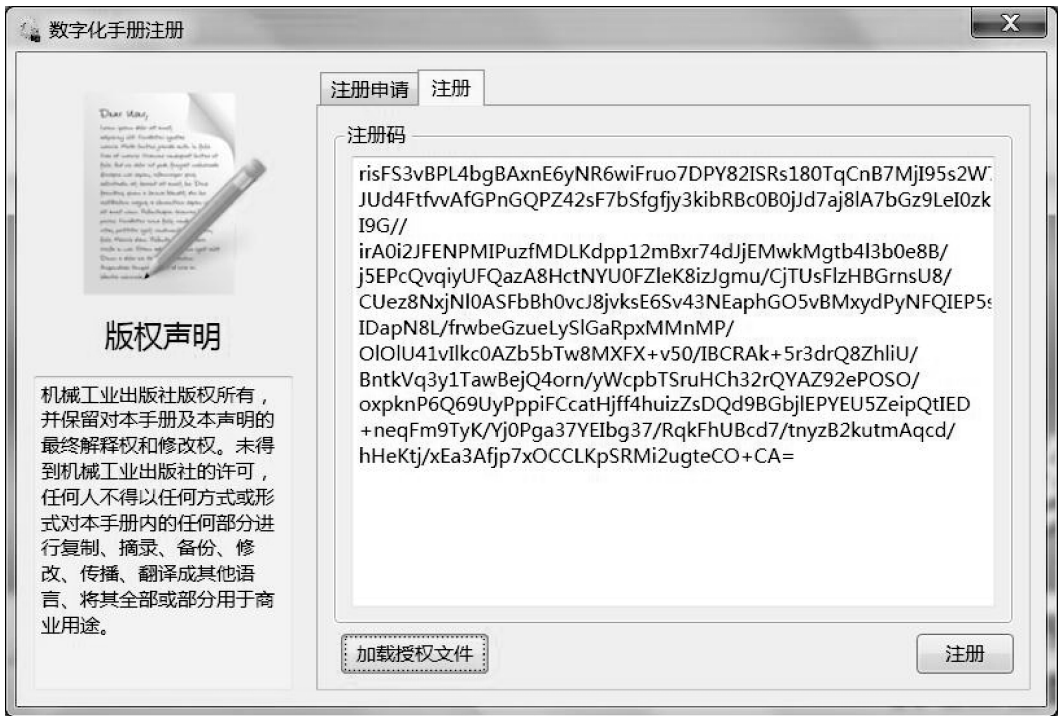 数字化手册注册
X
Dear Mary,
版权声明
机械工业出版社版权所有，
并保留对本手册及本声明的
最终解释权和修改权。未得
到机械工业出版社的许可，
任何人不得以任何方式或形
式对本手册内的任何部分进
行复制、摘录、备份、修
改、传播、翻译成其他语
言、将其全部或部分用于商
业用途。
注册申请 注册
注册码
risFS3vBPL4bgBAxnE6yNR6wiFruo7DPY82ISRs180TqCnB7MjI95s2W
JUd4FtfvvAfGPnGQPZ42sF7bSfgfjy3kibRBc0B0jJd7aj8lA7bGz9LeI0zk
I9G//
irA0i2JFENPMIPuzfMDLKdpp12mBxr74dJjEMwkMgtb4I3b0e8B/
j5EPcQvqiyUFQazA8HctNYU0FZleK8izJgmu/CjTUsFlzHBGrnsU8/
CUez8NxjNl0ASFbBh0vcJ8jvksE6Sv43NEaphGO5vBMxydPyNFQIEP5s
IDapN8L/frwbeGzueLySlGaRpxMMnMP/
OlOlU41vIlkc0AZb5bTw8MXFX+v50/IBCRAk+5r3drQ8ZhliU/
BntkVq3y1TawBejQ4orn/yWcpbTSruHCh32rQYAZ92ePOSO/
oxpknP6Q69UyPppiFCcatHjff4huizZsDQd9BGbjlEPYEU5ZeipQtIED
+neqFm9TyK/Yj0Pga37YEIbg37/RqkFhUBcd7/tnyzB2kutmAqcd/
hHeKtj/xEa3Afjp7xOCCLKpSRMi2ugteCO+CA=
加载授权文件 注册